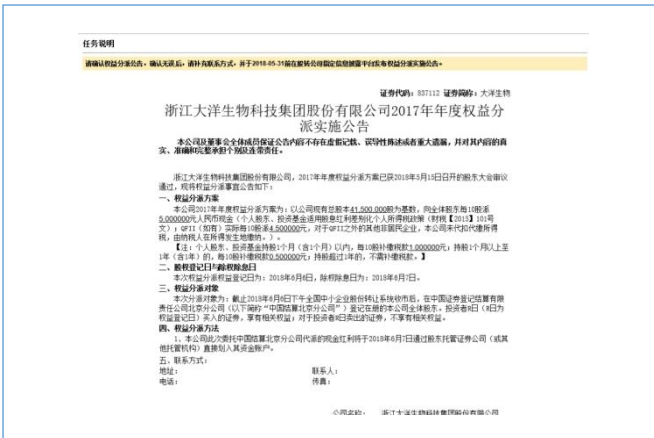 任务说明
请确认权益分派公告。确认无误后，请补充联系方式，并于2018-05-31前在股转公司指定信息披露平台发布权益分派实施公告。
证券代码：837112 证券简称：大洋生物
浙江大洋生物科技集团股份有限公司2017年年度权益分
派实施公告
本公司及董事会全体成员保证公告内容不存在虚假记载、误导性陈述或者重大遗漏，并对其内容的真
实、准确和完整承担个别及连带责任。
浙江大洋生物科技集团股份有限公司，2017年年度权益分派方案已获2018年5月15日召开的股东大会审议
通过，现将权益分派事宜公告如下：
一、权益分派方案
本公司2017年年度权益分派方案为：以公司现有总股本41,500,000股为基数，向全体股东每10股派
5.000000元人民币现金（个人股东、投资基金适用股息红利差别化个人所得税政策（财税【2015】101号
文）；QFII（如有）实际每10股派4.500000元，对于QFII之外的其他非居民企业，本公司未代扣代缴所得
税，由纳税人在所得发生地缴纳。）。
【注：个人股东、投资基金持股1个月（含1个月）以内，每10股补缴税款1.000000元；持股1个月以上至
1年（含1年）的，每10股补缴税款0.500000元；持股超过1年的，不需补缴税款。】
二、股权登记日与除权除息日
本次权益分派权益登记日为：2018年6月6日，除权除息日为：2018年6月7日。
三、权益分派对象
本次分派对象为：截止2018年6月6日下午全国中小企业股份转让系统收市后，在中国证券登记结算有限
责任公司北京分公司（以下简称“中国结算北京分公司”）登记在册的本公司全体股东。投资者R日（R日为
权益登记日）买入的证券，享有相关权益；对于投资者R日卖出的证券，不享有相关权益。
四、权益分派方法
1、本公司此次委托中国结算北京分公司代派的现金红利将于2018年6月7日通过股东托管证券公司（或其
他托管机构）直接划入其资金账户。
五、联系方式：
地址： 联系人：
电话： 传真：
公司名称： 浙江大洋生物科技集团股份有限公司